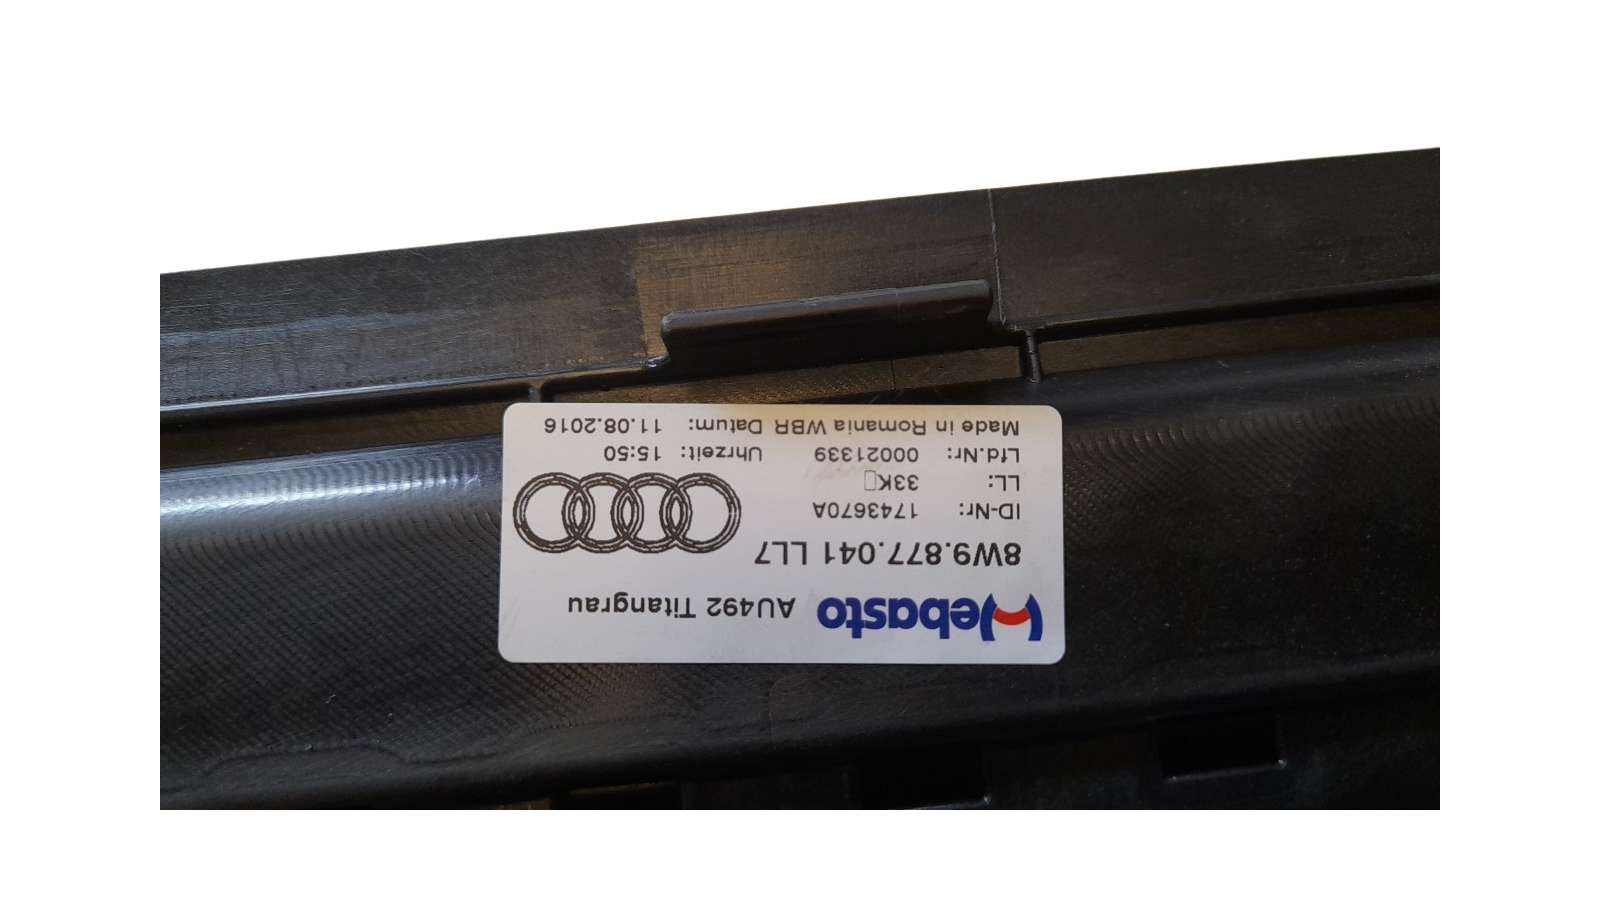 Webasto AU492 Titangrau
8W9.877.041 LL7
ID-Nr: 1743670A
LL: 33K
Lfd.Nr: 00021339 Uhrzeit: 15:50
Made in Romania WBR Datum: 11.08.2016